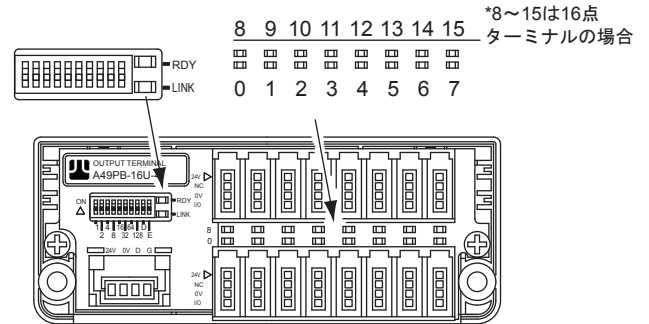 8 9 10 11 12 13 14 15
*8～15は16点
ターミナルの場合
RDY
LINK
0 1 2 3 4 5 6 7
OUTPUT TERMINAL
A49PB-16U-
ON
RDY
LINK
1 4 16 64 D
2 8 32 128 E
24V 0V D G
24V
NC
0V
I/O
8
0
24V
NC
0V
I/O